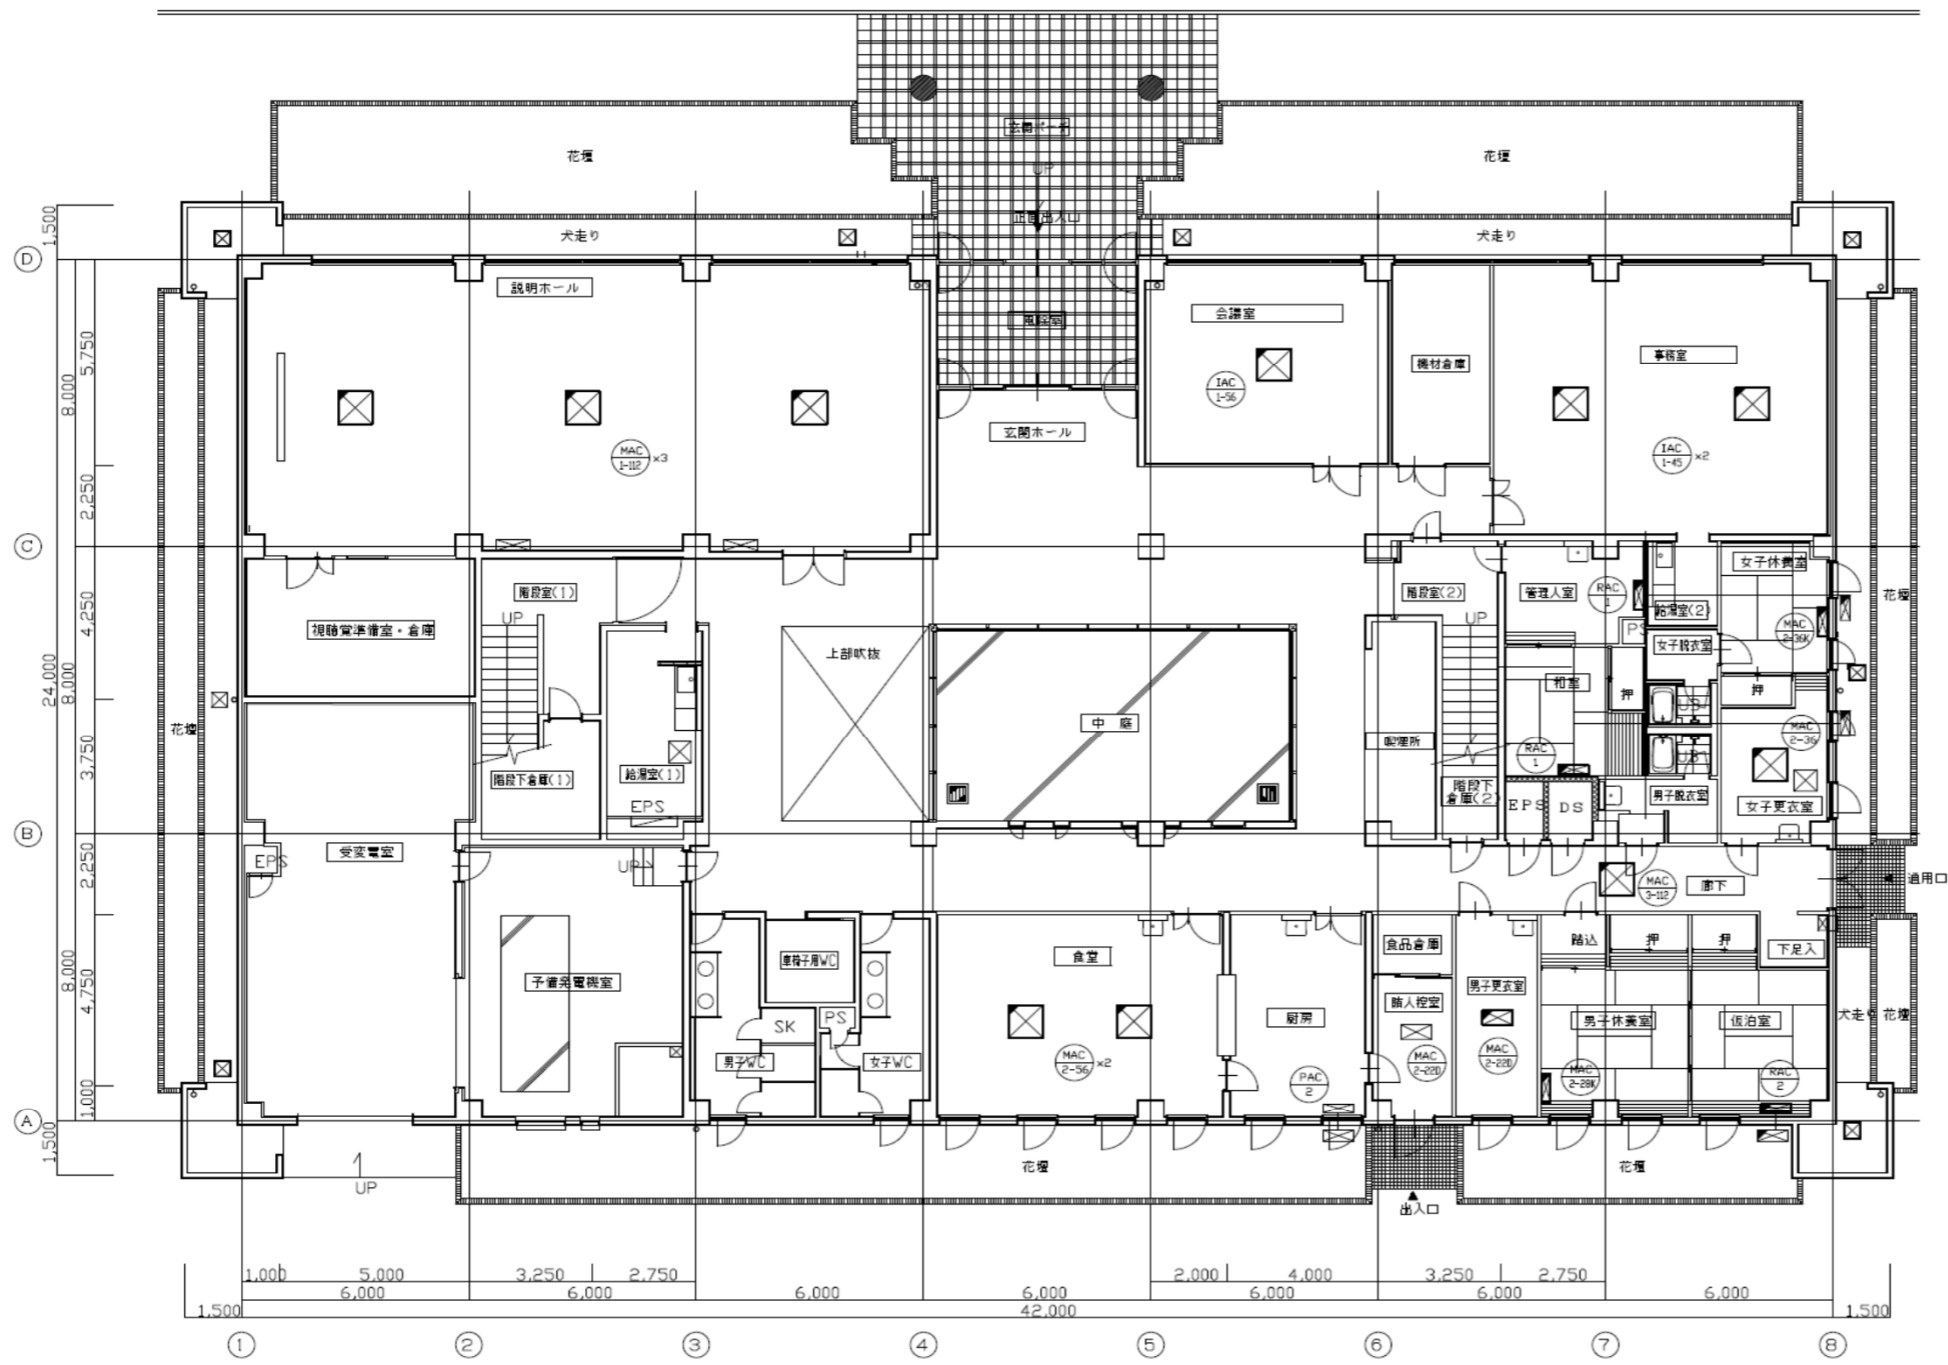 玄関ポーチ
花壇
花壇
UP
正面出入口
犬走り
犬走り
1,500
D
説明ホール
会議室
機材倉庫
事務室
IAC
1-56
玄関ホール
MAC
1-112
×3
IAC
1-45
×2
5,750
8,000
2,250
C
階段室(1)
階段室(2)
管理人室
RAC
1
女子休養室
給湯室(2)
花壇
UP
UP
PS
MAC
2-36K
視聴覚準備室・倉庫
上部吹抜
女子脱衣室
4,250
24,000
8,000
和室
押
押
UB
花壇
中 庭
喫煙所
MAC
2-36
RAC
1
UB
3,750
階段下倉庫(1)
給湯室(1)
階段下
倉庫(2)
EPS
DS
男子脱衣室
女子更衣室
EPS
B
受変電室
EPS
UP
2,250
MAC
3-112
廊下
通用口
車椅子用WC
食堂
食品倉庫
踏込
押
押
下足入
予備発電機室
男子更衣室
賄人控室
8,000
4,750
SK
PS
厨房
男子休養室
仮泊室
犬走り
花壇
男子WC
女子WC
MAC
2-56
×2
MAC
2-22D
MAC
2-22D
PAC
2
MAC
2-28K
RAC
2
1,000
A
1,500
UP
花壇
花壇
出入口
1,000
5,000
3,250
2,750
2,000
4,000
3,250
2,750
6,000
6,000
6,000
6,000
6,000
6,000
6,000
1,500
42,000
1,500
1
2
3
4
5
6
7
8